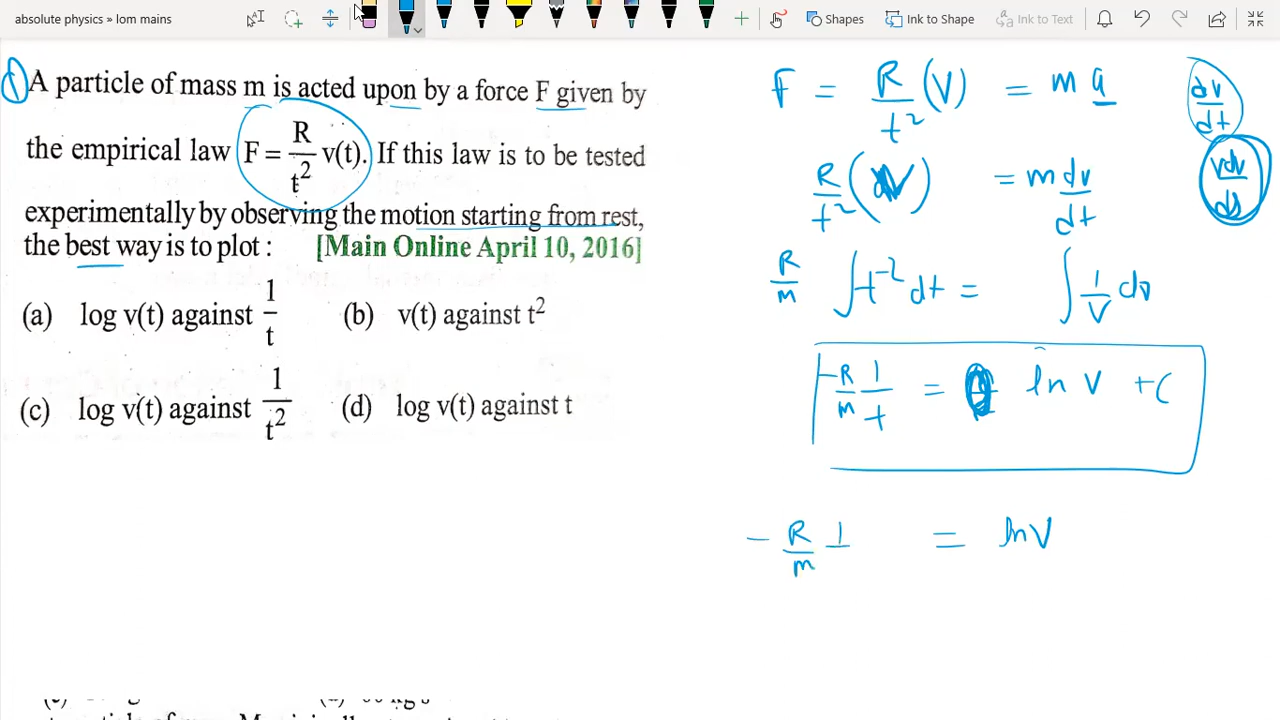 absolute physics » lom mains
Shapes
Ink to Shape
Ink to Text
A particle of mass m is acted upon by a force F given by
the empirical law F = R/t² v(t). If this law is to be tested
experimentally by observing the motion starting from rest,
the best way is to plot : [Main Online April 10, 2016]
(a) log v(t) against 1/t (b) v(t) against t²
(c) log v(t) against 1/t² (d) log v(t) against t
F = R/t² (V) = m a dv/dt
R/t² (V) = m dv/dt vdv/ds
R/m ∫ t⁻² dt = ∫ 1/V dv
-R/m 1/t = ln V + C
- R/m 1 = ln V